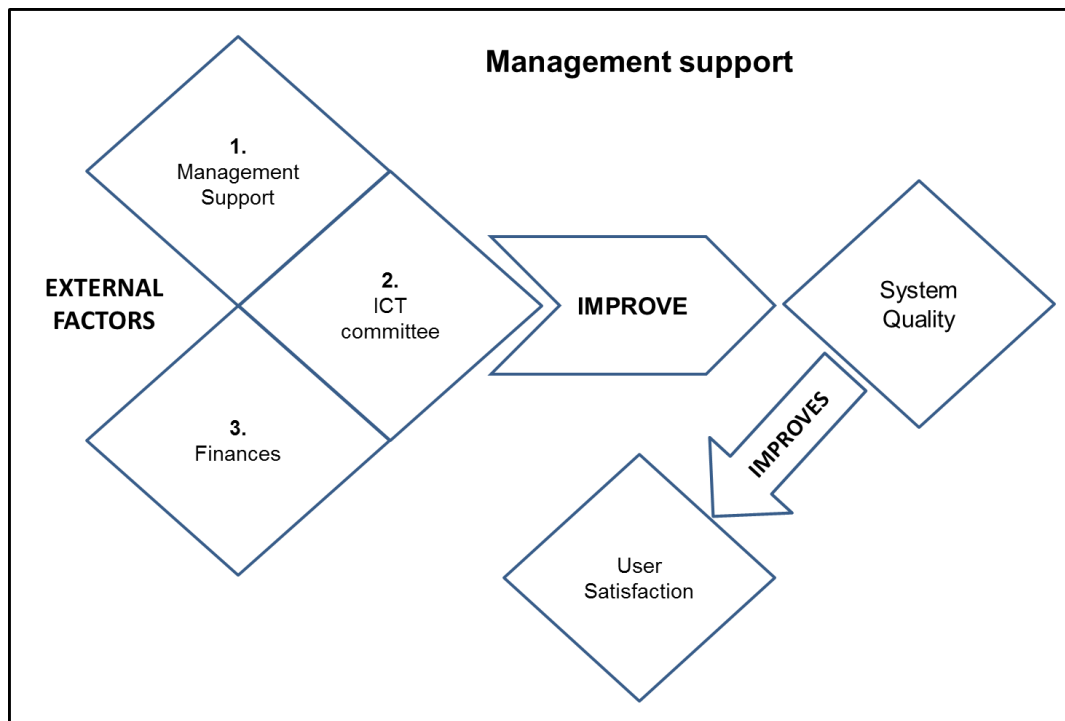 Management support
1.
Management
Support
EXTERNAL
FACTORS
2.
ICT
committee
3.
Finances
IMPROVE
System
Quality
IMPROVES
User
Satisfaction